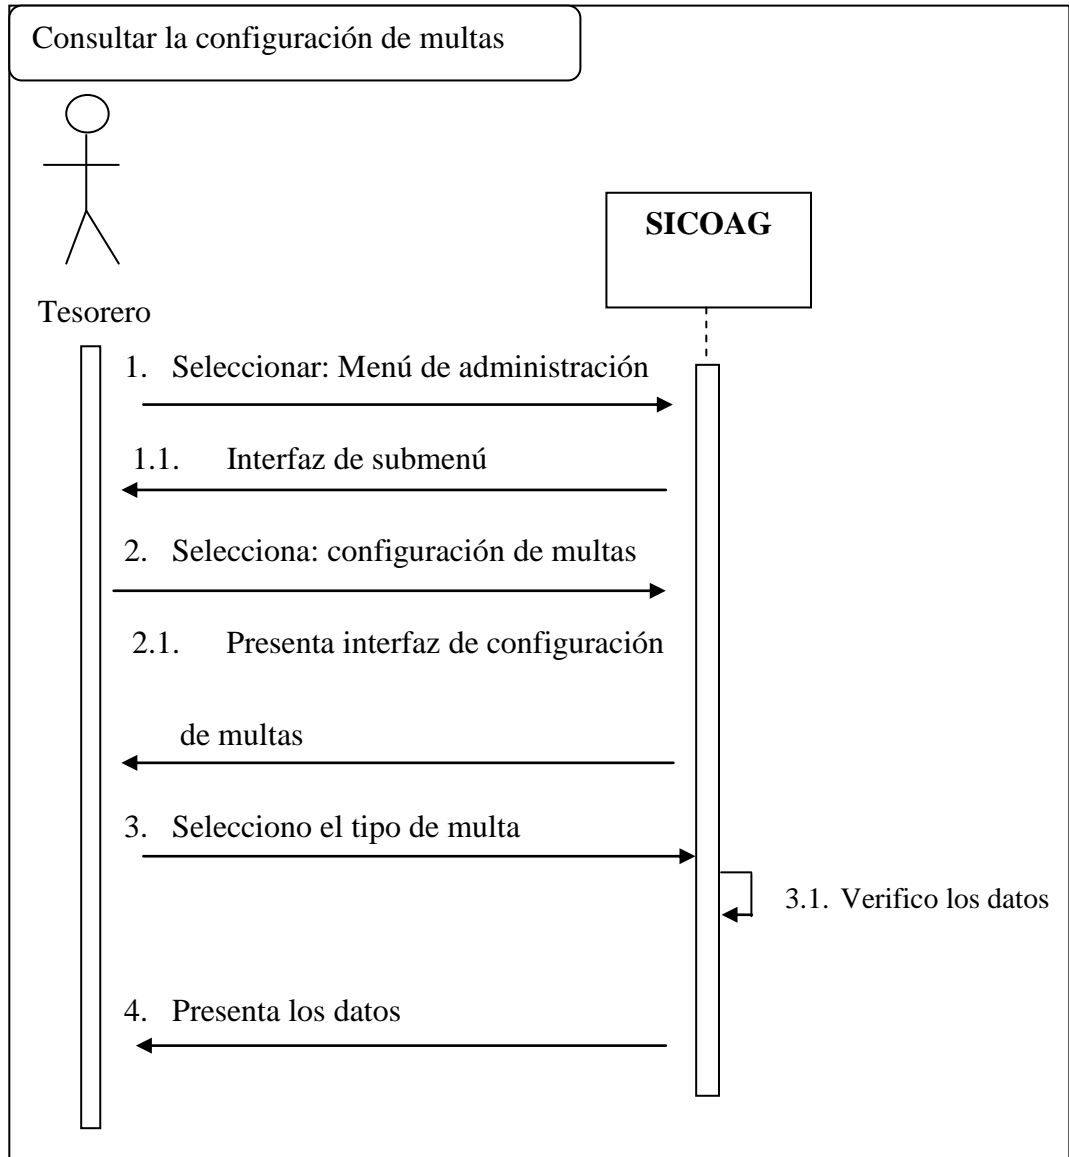 Consultar la configuración de multas
SICOAG
Tesorero
1. Seleccionar: Menú de administración
1.1. Interfaz de submenú
2. Selecciona: configuración de multas
2.1. Presenta interfaz de configuración
de multas
3. Selecciono el tipo de multa
3.1. Verifico los datos
4. Presenta los datos